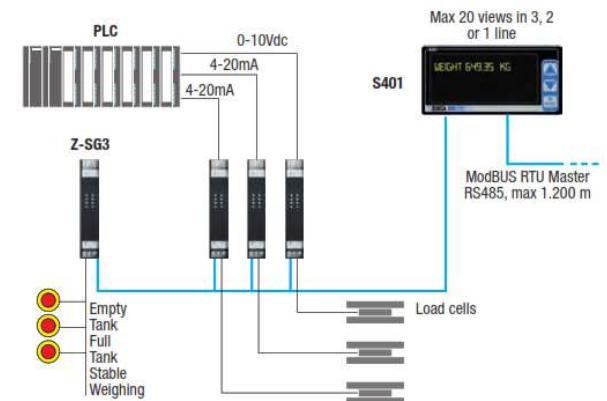 PLC
0-10Vdc
4-20mA
4-20mA
Max 20 views in 3, 2
or 1 line
S401
WEIGHT 649.35 KG
ModBUS RTU Master
RS485, max 1.200 m
Z-SG3
Empty
Tank
Full
Tank
Stable
Weighing
Load cells